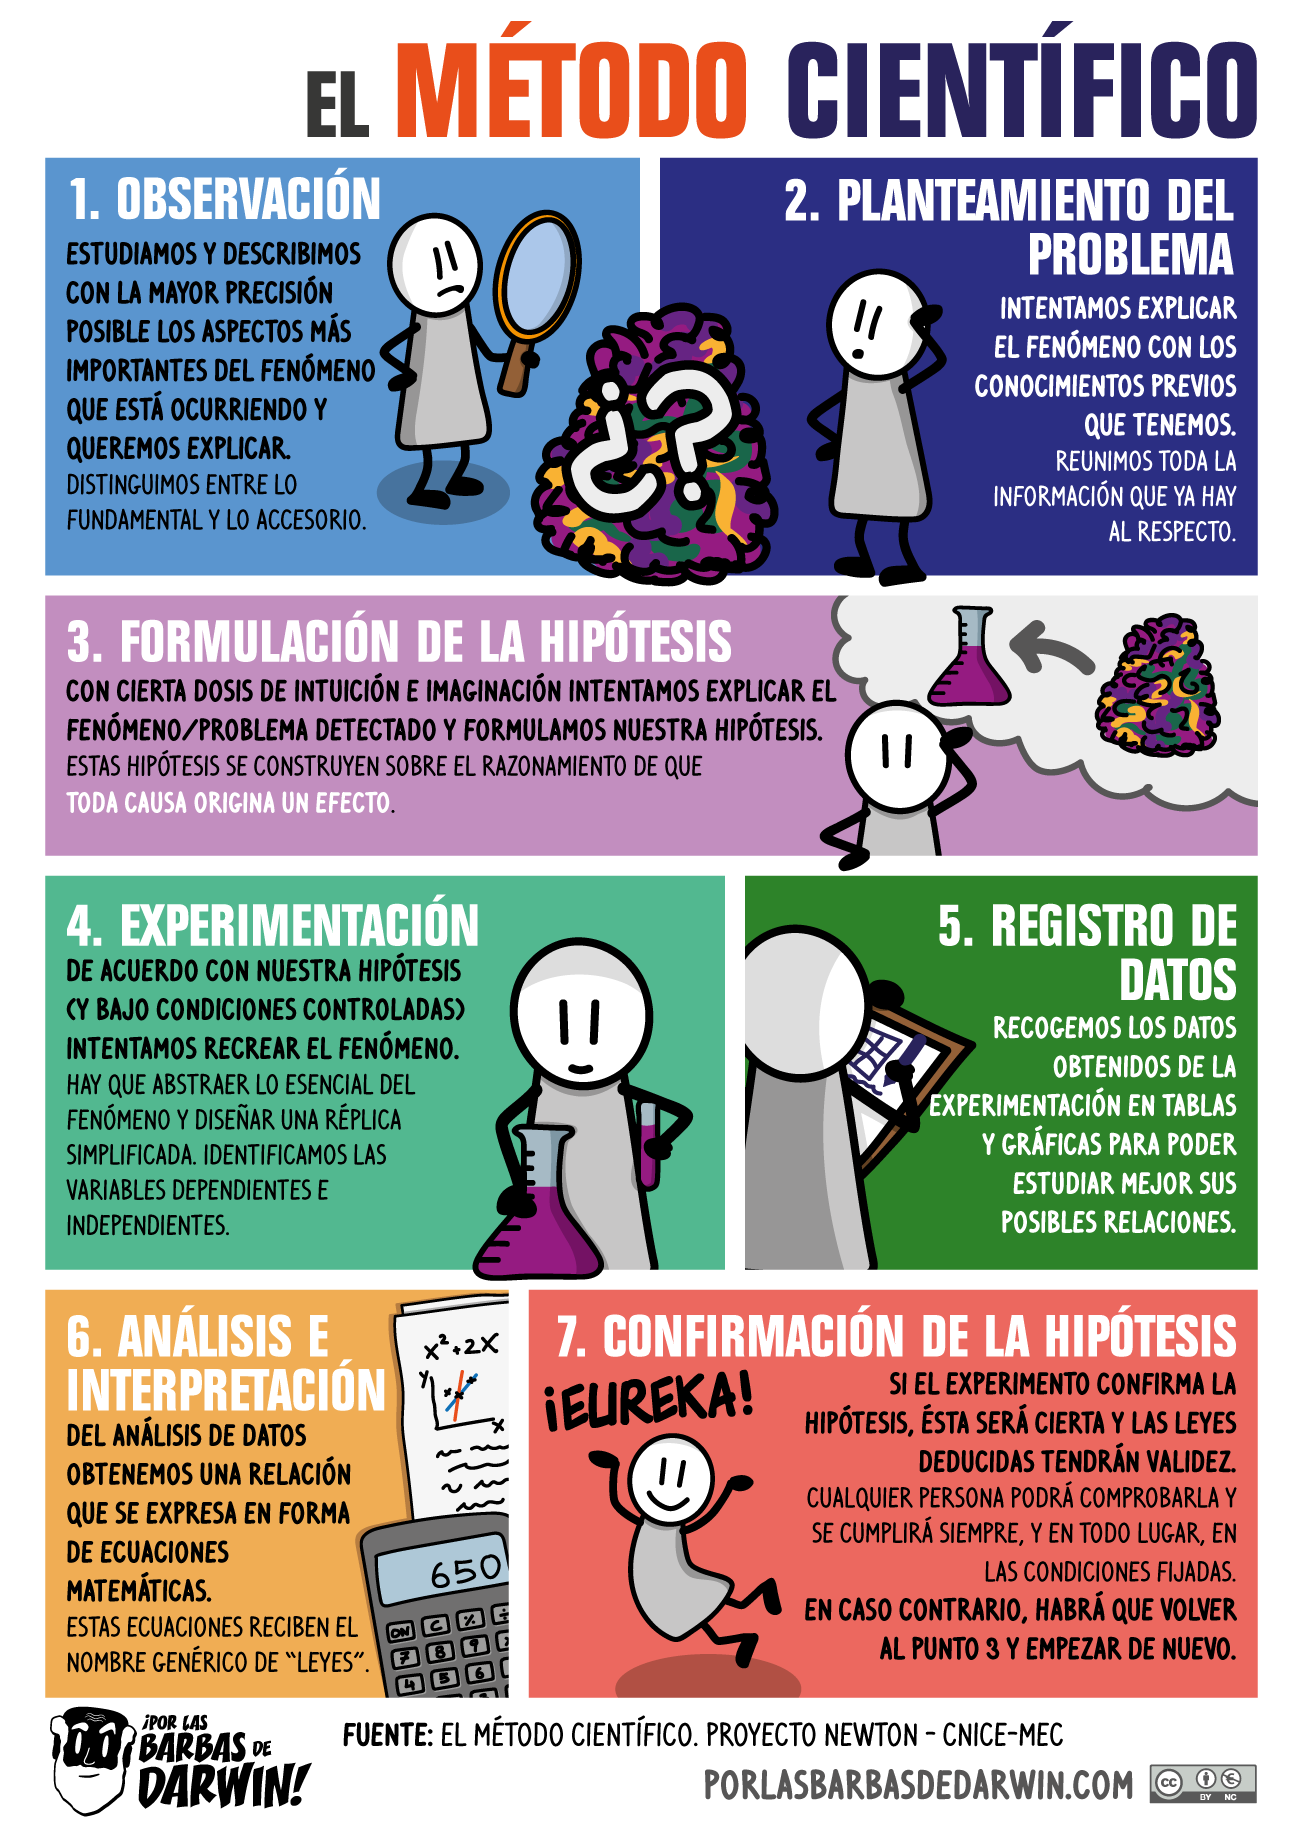 EL MÉTODO CIENTÍFICO
1. OBSERVACIÓN
ESTUDIAMOS Y DESCRIBIMOS
CON LA MAYOR PRECISIÓN
POSIBLE LOS ASPECTOS MÁS
IMPORTANTES DEL FENÓMENO
QUE ESTÁ OCURRIENDO Y
QUEREMOS EXPLICAR.
DISTINGUIMOS ENTRE LO
FUNDAMENTAL Y LO ACCESORIO.
¿?
2. PLANTEAMIENTO DEL
PROBLEMA
INTENTAMOS EXPLICAR
EL FENÓMENO CON LOS
CONOCIMIENTOS PREVIOS
QUE TENEMOS.
REUNIMOS TODA LA
INFORMACIÓN QUE YA HAY
AL RESPECTO.
3. FORMULACIÓN DE LA HIPÓTESIS
CON CIERTA DOSIS DE INTUICIÓN E IMAGINACIÓN INTENTAMOS EXPLICAR EL
FENÓMENO/PROBLEMA DETECTADO Y FORMULAMOS NUESTRA HIPÓTESIS.
ESTAS HIPÓTESIS SE CONSTRUYEN SOBRE EL RAZONAMIENTO DE QUE
TODA CAUSA ORIGINA UN EFECTO.
4. EXPERIMENTACIÓN
DE ACUERDO CON NUESTRA HIPÓTESIS
(Y BAJO CONDICIONES CONTROLADAS)
INTENTAMOS RECREAR EL FENÓMENO.
HAY QUE ABSTRAER LO ESENCIAL DEL
FENÓMENO Y DISEÑAR UNA RÉPLICA
SIMPLIFICADA. IDENTIFICAMOS LAS
VARIABLES DEPENDIENTES E
INDEPENDIENTES.
5. REGISTRO DE
DATOS
RECOGEMOS LOS DATOS
OBTENIDOS DE LA
EXPERIMENTACIÓN EN TABLAS
Y GRÁFICAS PARA PODER
ESTUDIAR MEJOR SUS
POSIBLES RELACIONES.
6. ANÁLISIS E
INTERPRETACIÓN
DEL ANÁLISIS DE DATOS
OBTENEMOS UNA RELACIÓN
QUE SE EXPRESA EN FORMA
DE ECUACIONES
MATEMÁTICAS.
ESTAS ECUACIONES RECIBEN EL
NOMBRE GENÉRICO DE “LEYES”.
x²+2x
y
x
650
ON C % ÷
7 8 9
4 5 6
7. CONFIRMACIÓN DE LA HIPÓTESIS
¡EUREKA!
SI EL EXPERIMENTO CONFIRMA LA
HIPÓTESIS, ÉSTA SERÁ CIERTA Y LAS LEYES
DEDUCIDAS TENDRÁN VALIDEZ.
CUALQUIER PERSONA PODRÁ COMPROBARLA Y
SE CUMPLIRÁ SIEMPRE, Y EN TODO LUGAR, EN
LAS CONDICIONES FIJADAS.
EN CASO CONTRARIO, HABRÁ QUE VOLVER
AL PUNTO 3 Y EMPEZAR DE NUEVO.
¡POR LAS
BARBAS DE
DARWIN!
FUENTE: EL MÉTODO CIENTÍFICO. PROYECTO NEWTON - CNICE-MEC
PORLASBARBASDEDARWIN.COM
cc BY NC